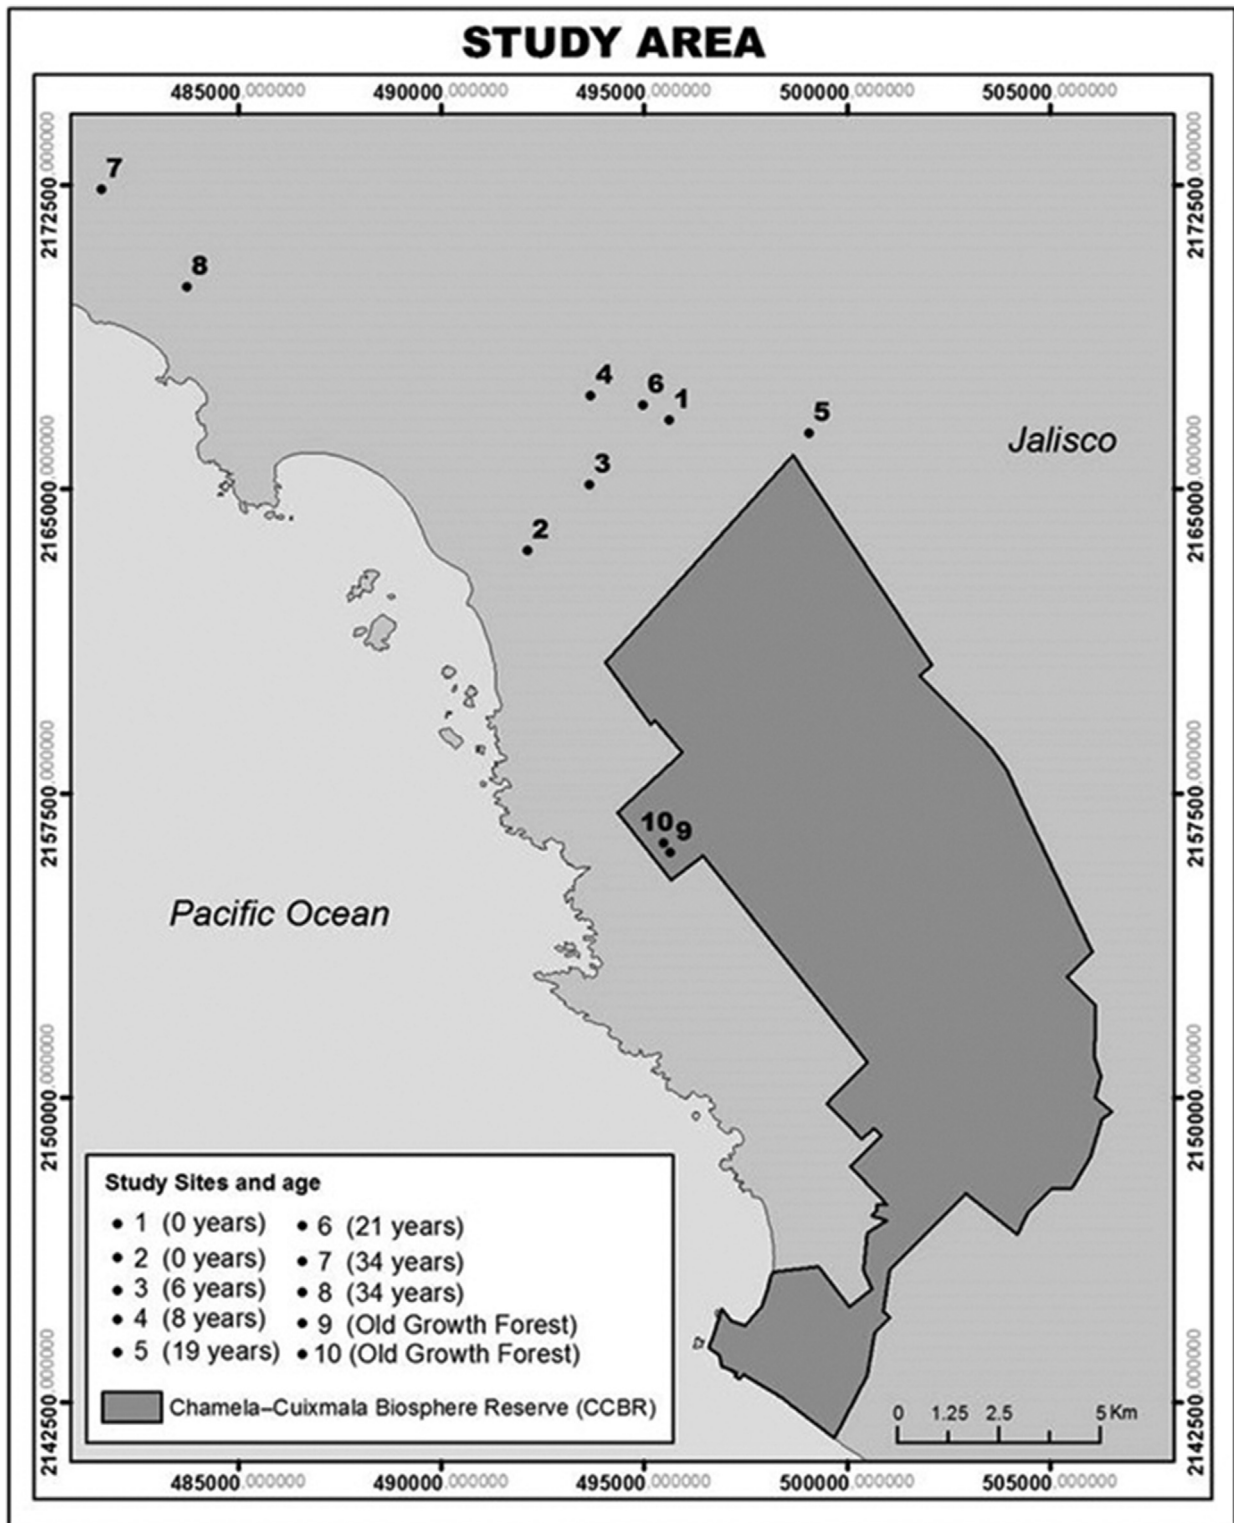 STUDY AREA
485000.000000 490000.000000 495000.000000 500000.000000 505000.000000
2172500.000000
2165000.000000
2157500.000000
2150000.000000
2142500.000000
2172500.000000
2165000.000000
2157500.000000
2150000.000000
2142500.000000
7
8
4
6
1
5
3
2
Jalisco
10
9
Pacific Ocean
Study Sites and age
1 (0 years)
2 (0 years)
3 (6 years)
4 (8 years)
5 (19 years)
6 (21 years)
7 (34 years)
8 (34 years)
9 (Old Growth Forest)
10 (Old Growth Forest)
Chamela–Cuixmala Biosphere Reserve (CCBR)
0 1.25 2.5 5 Km
485000.000000 490000.000000 495000.000000 500000.000000 505000.000000